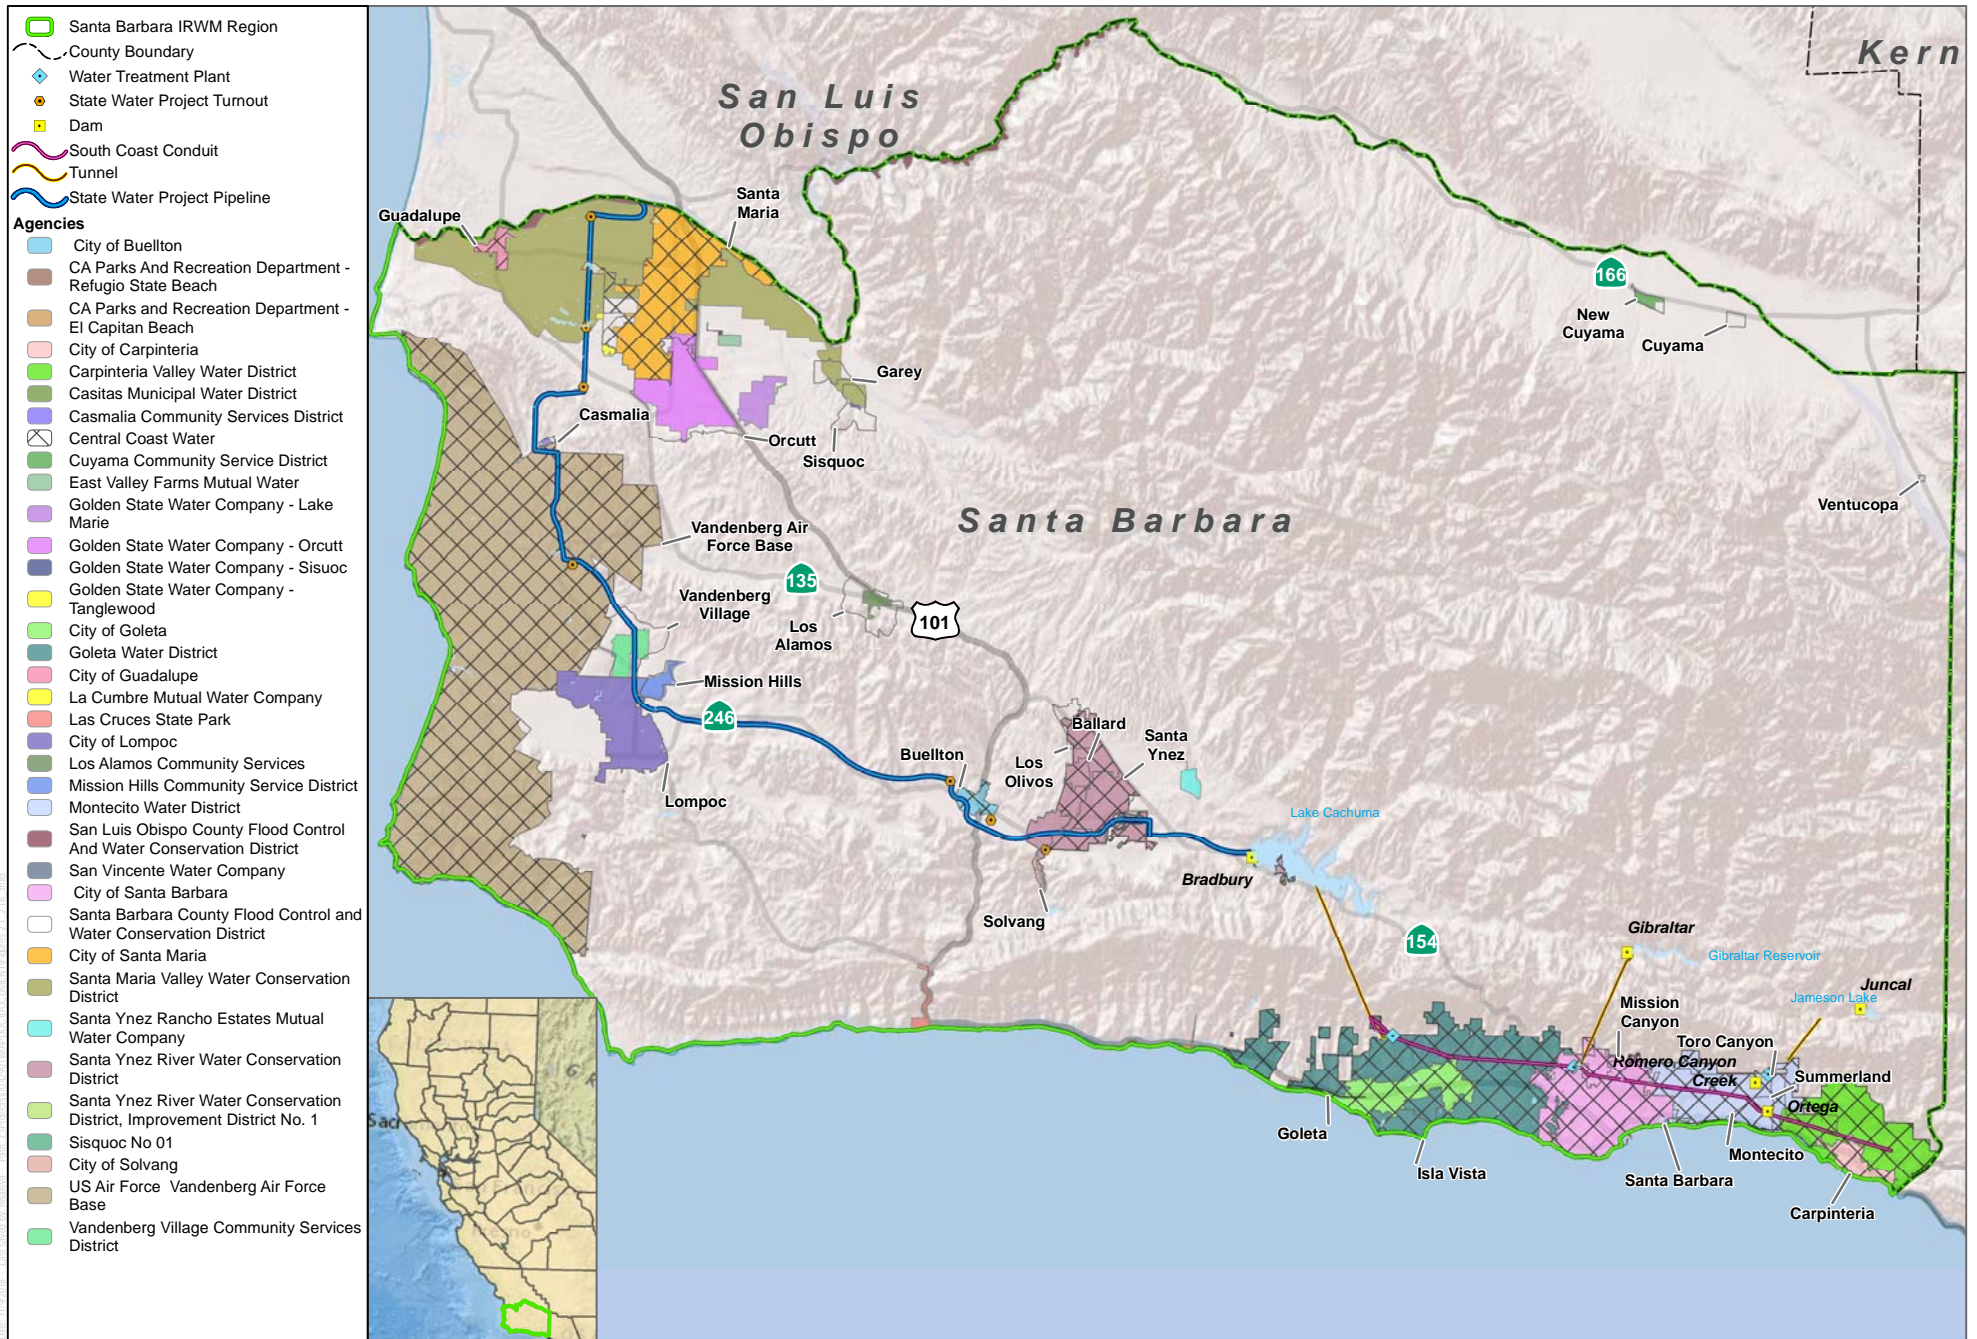 Santa Barbara IRWM Region
County Boundary
Water Treatment Plant
State Water Project Turnout
Dam
South Coast Conduit
Tunnel
State Water Project Pipeline
Agencies
City of Buellton
CA Parks And Recreation Department -
Refugio State Beach
CA Parks and Recreation Department -
El Capitan Beach
City of Carpinteria
Carpinteria Valley Water District
Casitas Municipal Water District
Casmalia Community Services District
Central Coast Water
Cuyama Community Service District
East Valley Farms Mutual Water
Golden State Water Company - Lake
Marie
Golden State Water Company - Orcutt
Golden State Water Company - Sisuoc
Golden State Water Company -
Tanglewood
City of Goleta
Goleta Water District
City of Guadalupe
La Cumbre Mutual Water Company
Las Cruces State Park
City of Lompoc
Los Alamos Community Services
Mission Hills Community Service District
Montecito Water District
San Luis Obispo County Flood Control
And Water Conservation District
San Vincente Water Company
City of Santa Barbara
Santa Barbara County Flood Control and
Water Conservation District
City of Santa Maria
Santa Maria Valley Water Conservation
District
Santa Ynez Rancho Estates Mutual
Water Company
Santa Ynez River Water Conservation
District
Santa Ynez River Water Conservation
District, Improvement District No. 1
Sisquoc No 01
City of Solvang
US Air Force Vandenberg Air Force
Base
Vandenberg Village Community Services
District
Kern
San Luis
Obispo
Santa
Maria
Guadalupe
166
New
Cuyama
Cuyama
Garey
Casmalia
Orcutt
Sisquoc
Ventucopa
Santa Barbara
Vandenberg Air
Force Base
135
Vandenberg
Village
Los
Alamos
101
Mission Hills
246
Ballard
Santa
Ynez
Buellton
Los
Olivos
Lompoc
Lake Cachuma
Bradbury
Solvang
154
Gibraltar
Gibraltar Reservoir
Juncal
Jameson Lake
Mission
Canyon
Toro Canyon
Romero Canyon
Creek
Summerland
Ortega
Goleta
Isla Vista
Montecito
Santa Barbara
Carpinteria